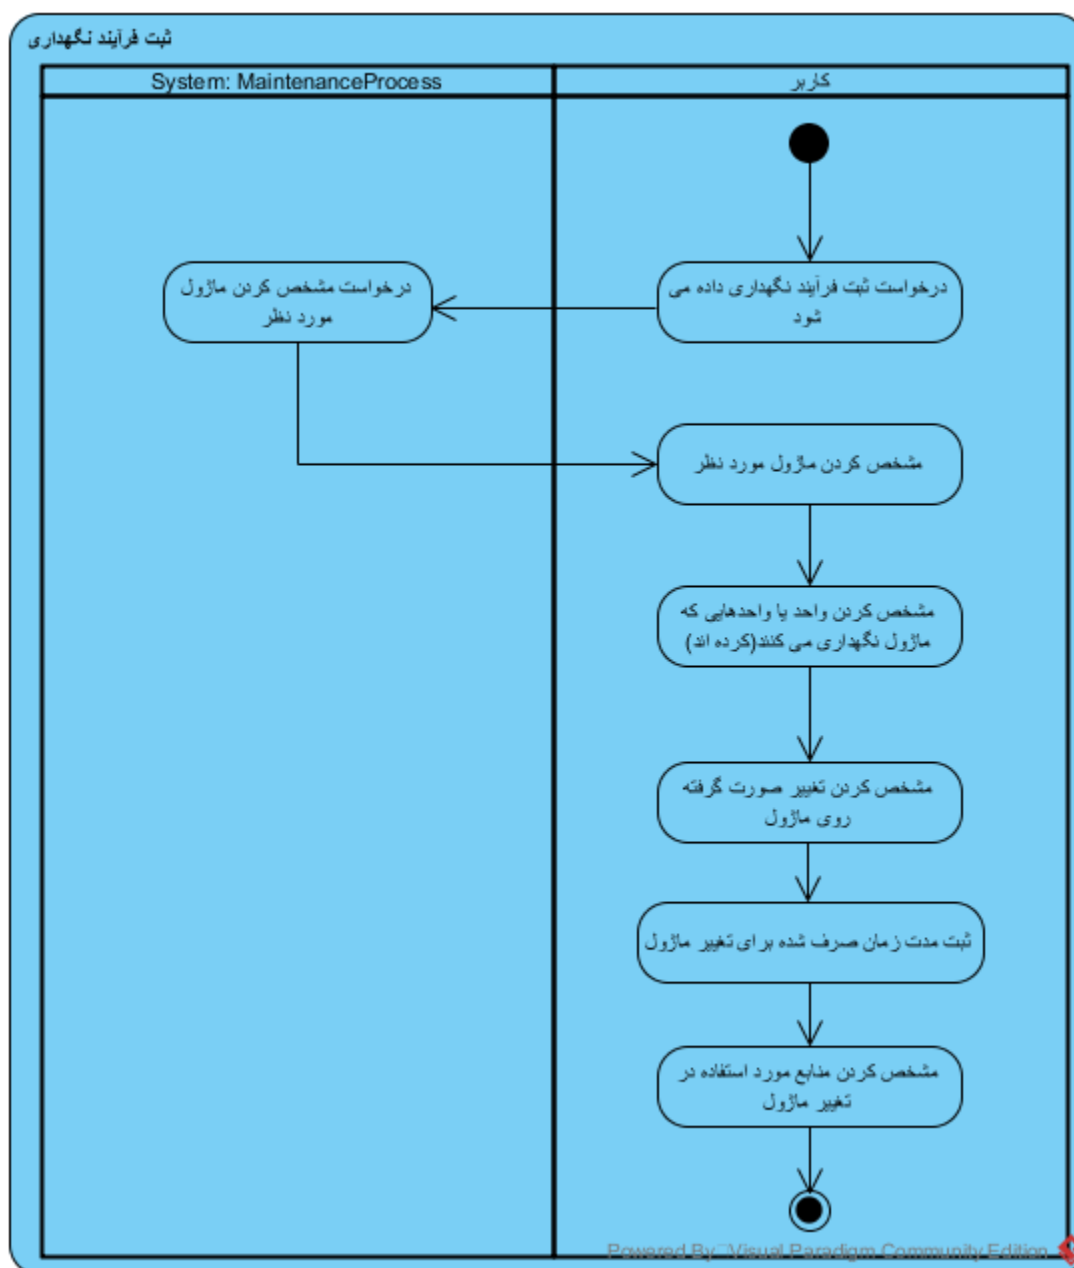 ثبت فرآیند نگهداری
System: MaintenanceProcess
کاربر
درخواست ثبت فرآیند نگهداری داده می
شود
درخواست مشخص کردن ماژول
مورد نظر
مشخص کردن ماژول مورد نظر
مشخص کردن واحد یا واحدهایی که
ماژول نگهداری می کنند(کرده اند)
مشخص کردن تغییر صورت گرفته
روی ماژول
ثبت مدت زمان صرف شده برای تغییر ماژول
مشخص کردن منابع مورد استفاده در
تغییر ماژول
Powered By Visual Paradigm Community Edition